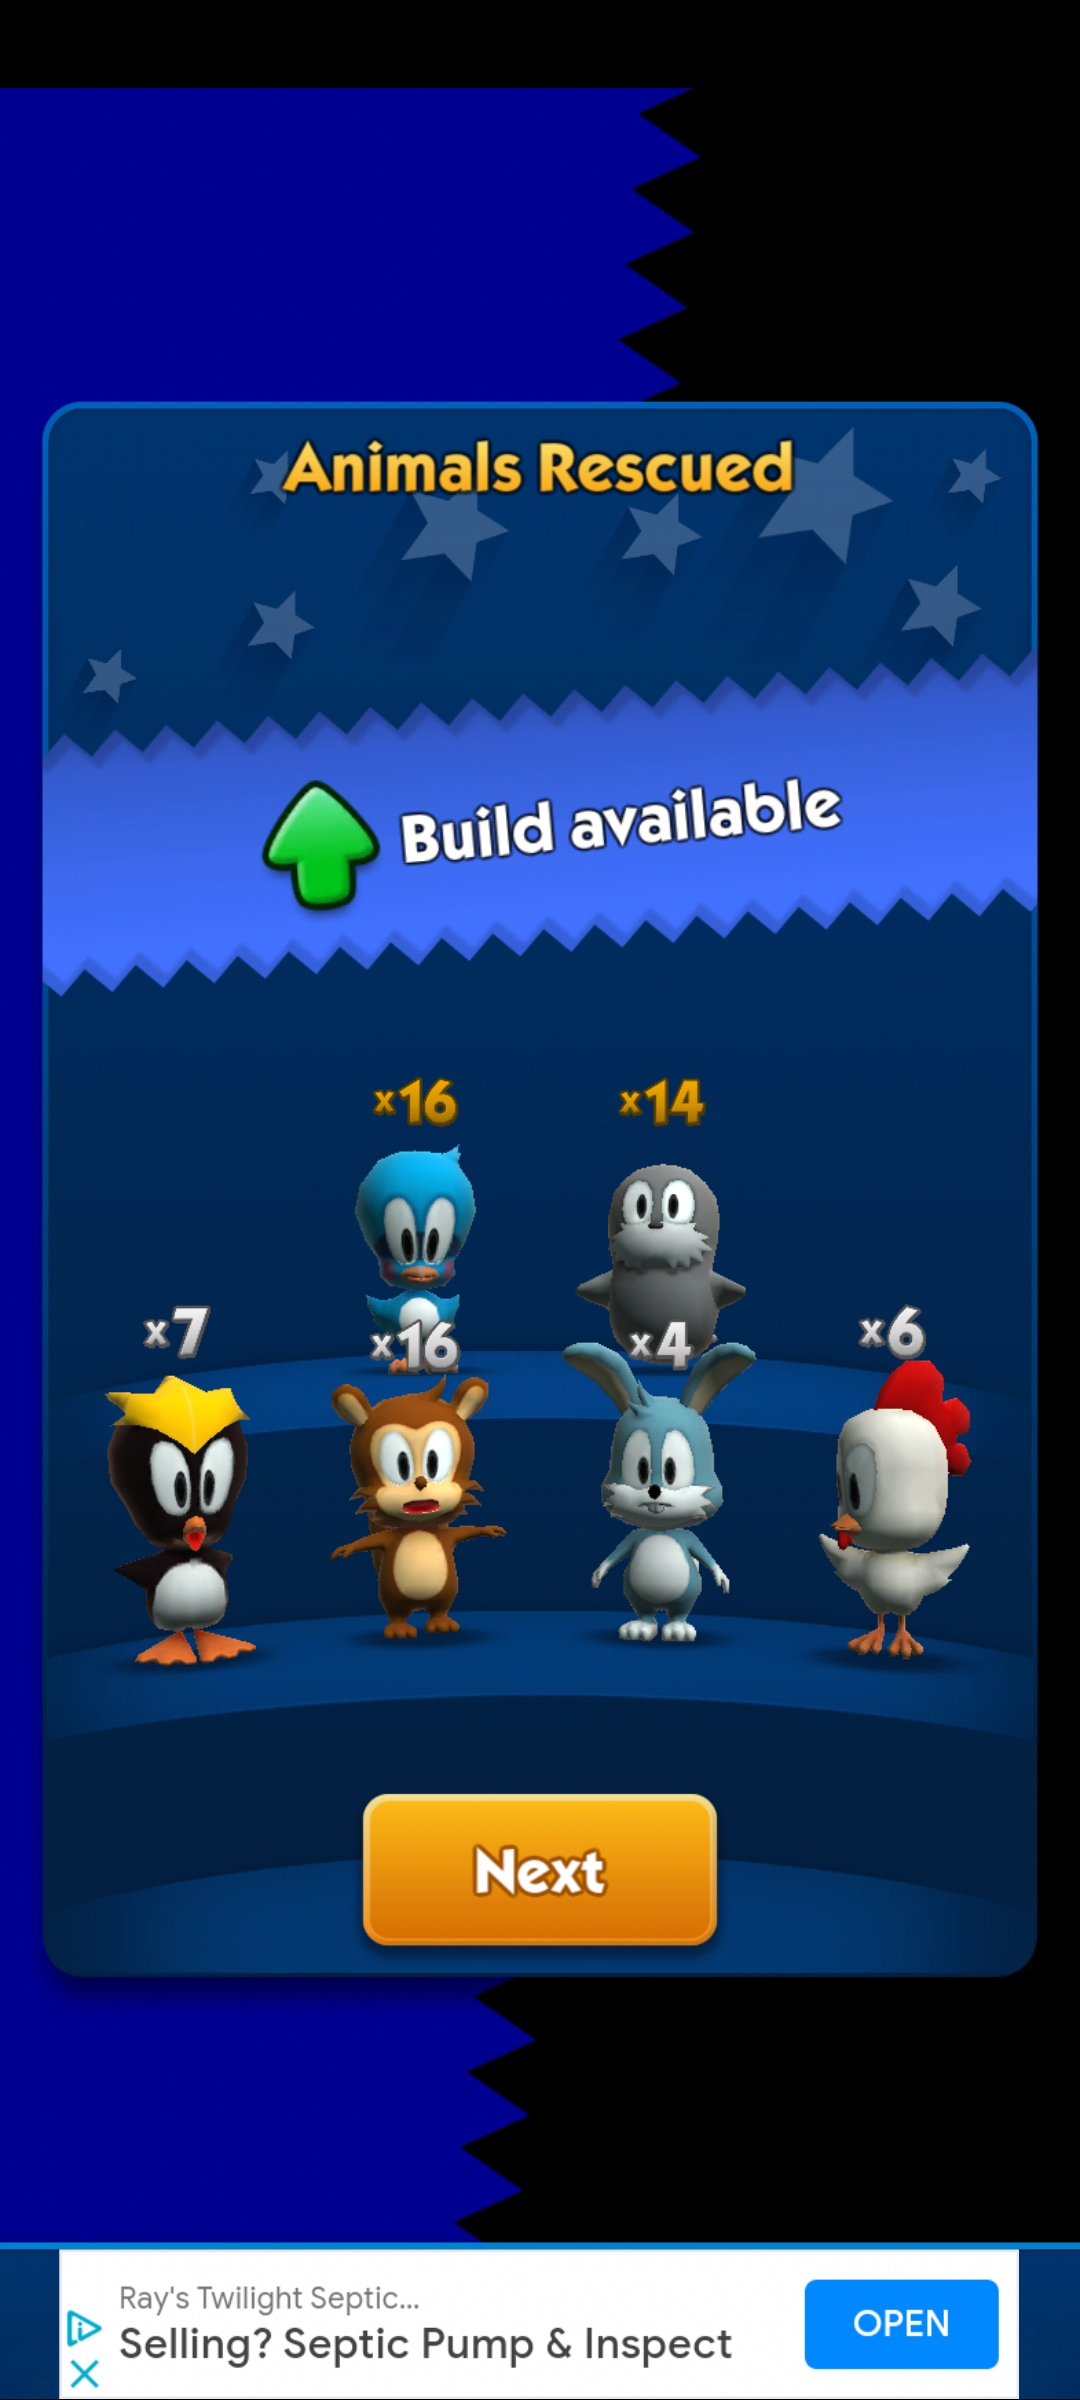 Animals Rescued
Build available
x16
x14
x7
x16
x4
x6
Next
Ray's Twilight Septic...
Selling? Septic Pump & Inspect
OPEN